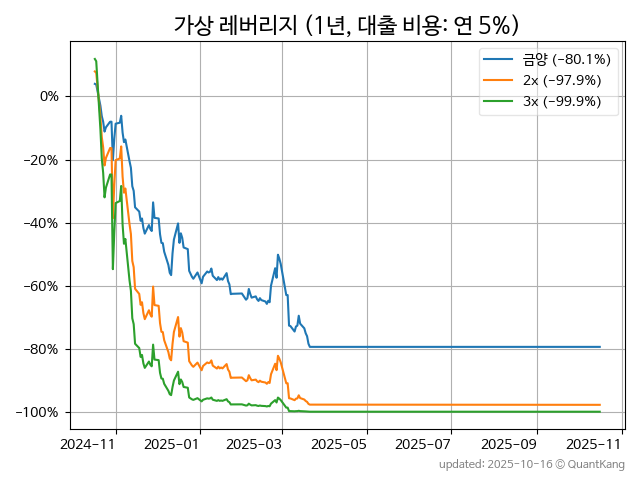 가상 레버리지 (1년, 대출 비용: 연 5%)
금양 (−80.1%)
2x (−97.9%)
3x (−99.9%)
0%
−20%
−40%
−60%
−80%
−100%
2024−11 2025−01 2025−03 2025−05 2025−07 2025−09 2025−11
updated: 2025-10-16 © QuantKang